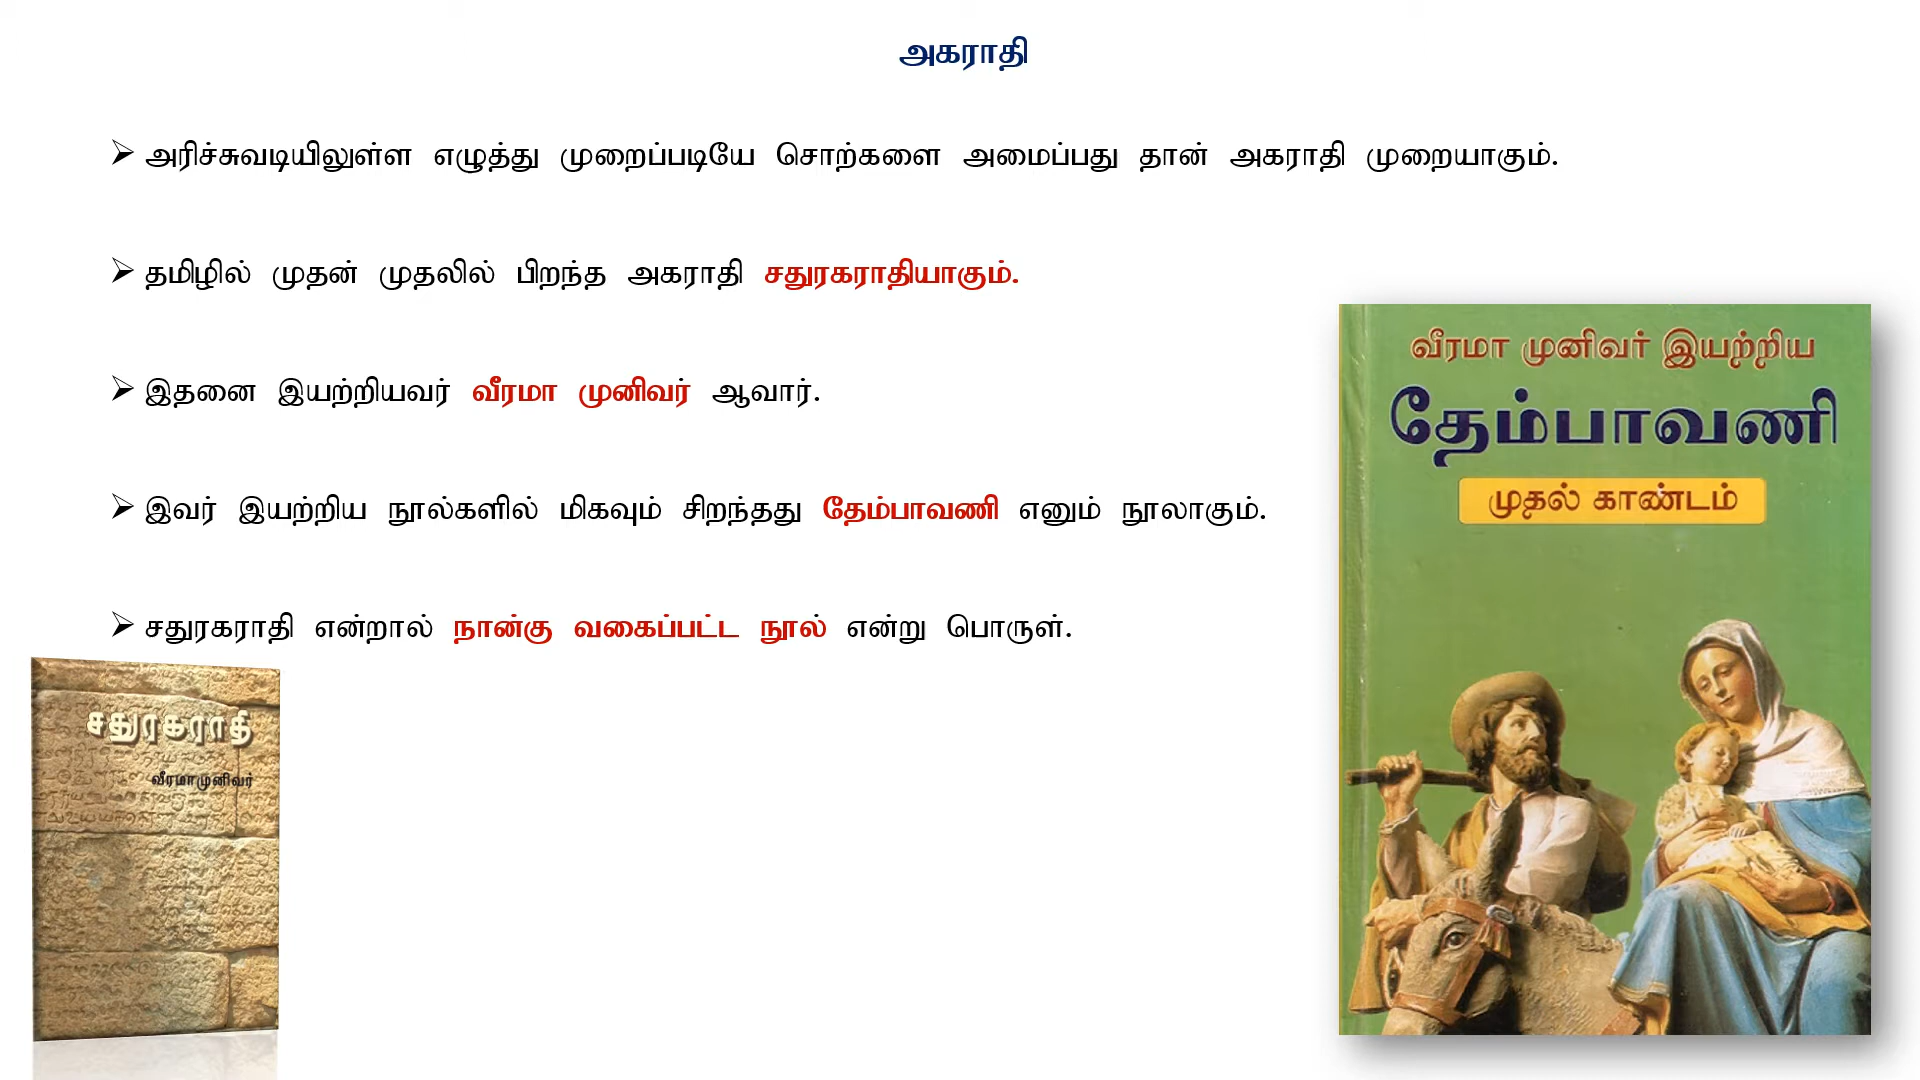 அகராதி
அரிச்சுவடியிலுள்ள எழுத்து முறைப்படியே சொற்களை அமைப்பது தான் அகராதி முறையாகும்.
தமிழில் முதன் முதலில் பிறந்த அகராதி சதுரகராதியாகும்.
இதனை இயற்றியவர் வீரமா முனிவர் ஆவார்.
இவர் இயற்றிய நூல்களில் மிகவும் சிறந்தது தேம்பாவணி எனும் நூலாகும்.
சதுரகராதி என்றால் நான்கு வகைப்பட்ட நூல் என்று பொருள்.
வீரமா முனிவர் இயற்றிய
தேம்பாவணி
முதல் காண்டம்
சதுரகராதி
வீரமாமுனிவர்